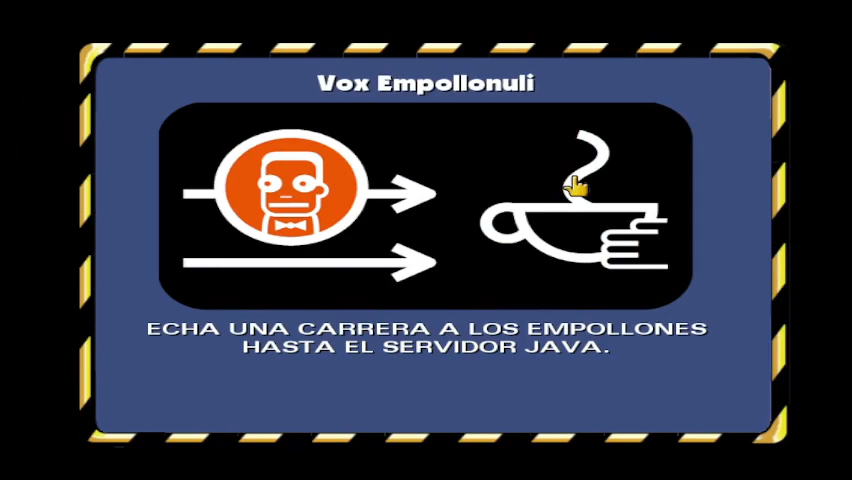 Vox Empollonuli
ECHA UNA CARRERA A LOS EMPOLLONES
HASTA EL SERVIDOR JAVA.